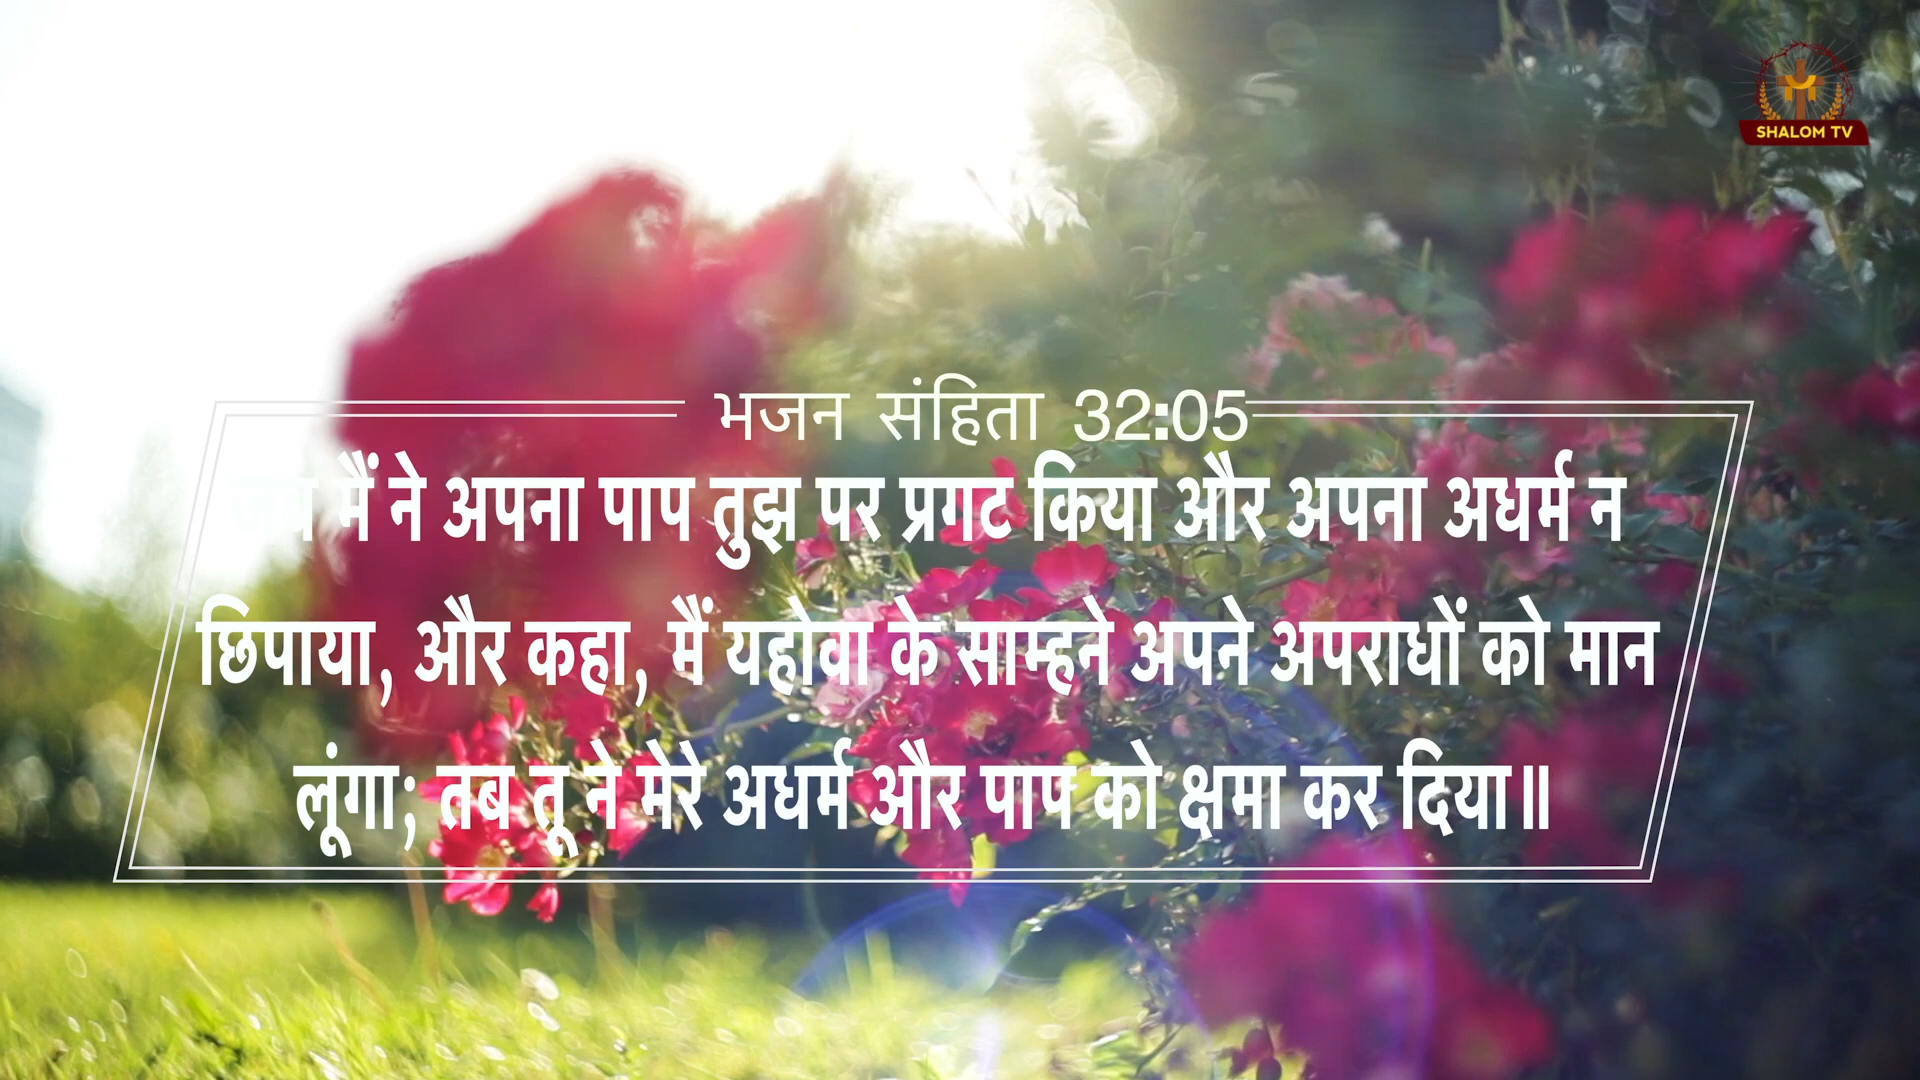 SHALOM TV
भजन संहिता 32:05
जब मैं ने अपना पाप तुझ पर प्रगट किया और अपना अधर्म न
छिपाया, और कहा, मैं यहोवा के साम्हने अपने अपराधों को मान
लूंगा; तब तू ने मेरे अधर्म और पाप को क्षमा कर दिया॥